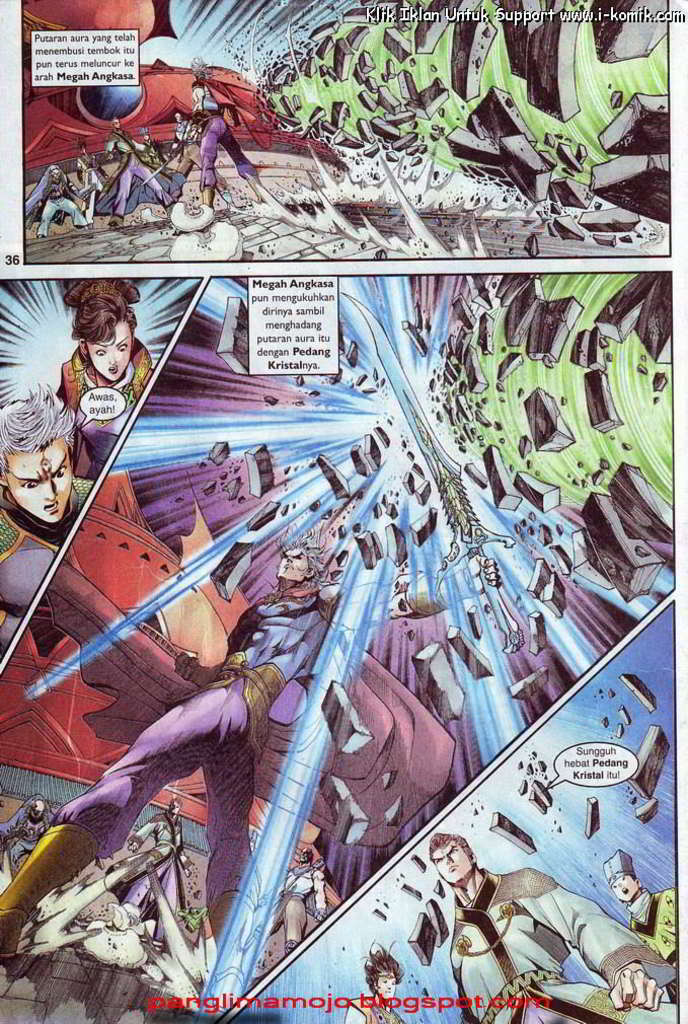 Klik Iklan Untuk Support www.i-komik.com
Putaran aura yang telah
menembusi tembok itu
pun terus meluncur ke
arah Megah Angkasa.
36
Megah Angkasa
pun mengukuhkan
dirinya sambil
menghadang
putaran aura itu
dengan Pedang
Kristalnya.
Awas,
ayah!
Sungguh
hebat Pedang
Kristal itu!
panglimamojo.blogspot.com